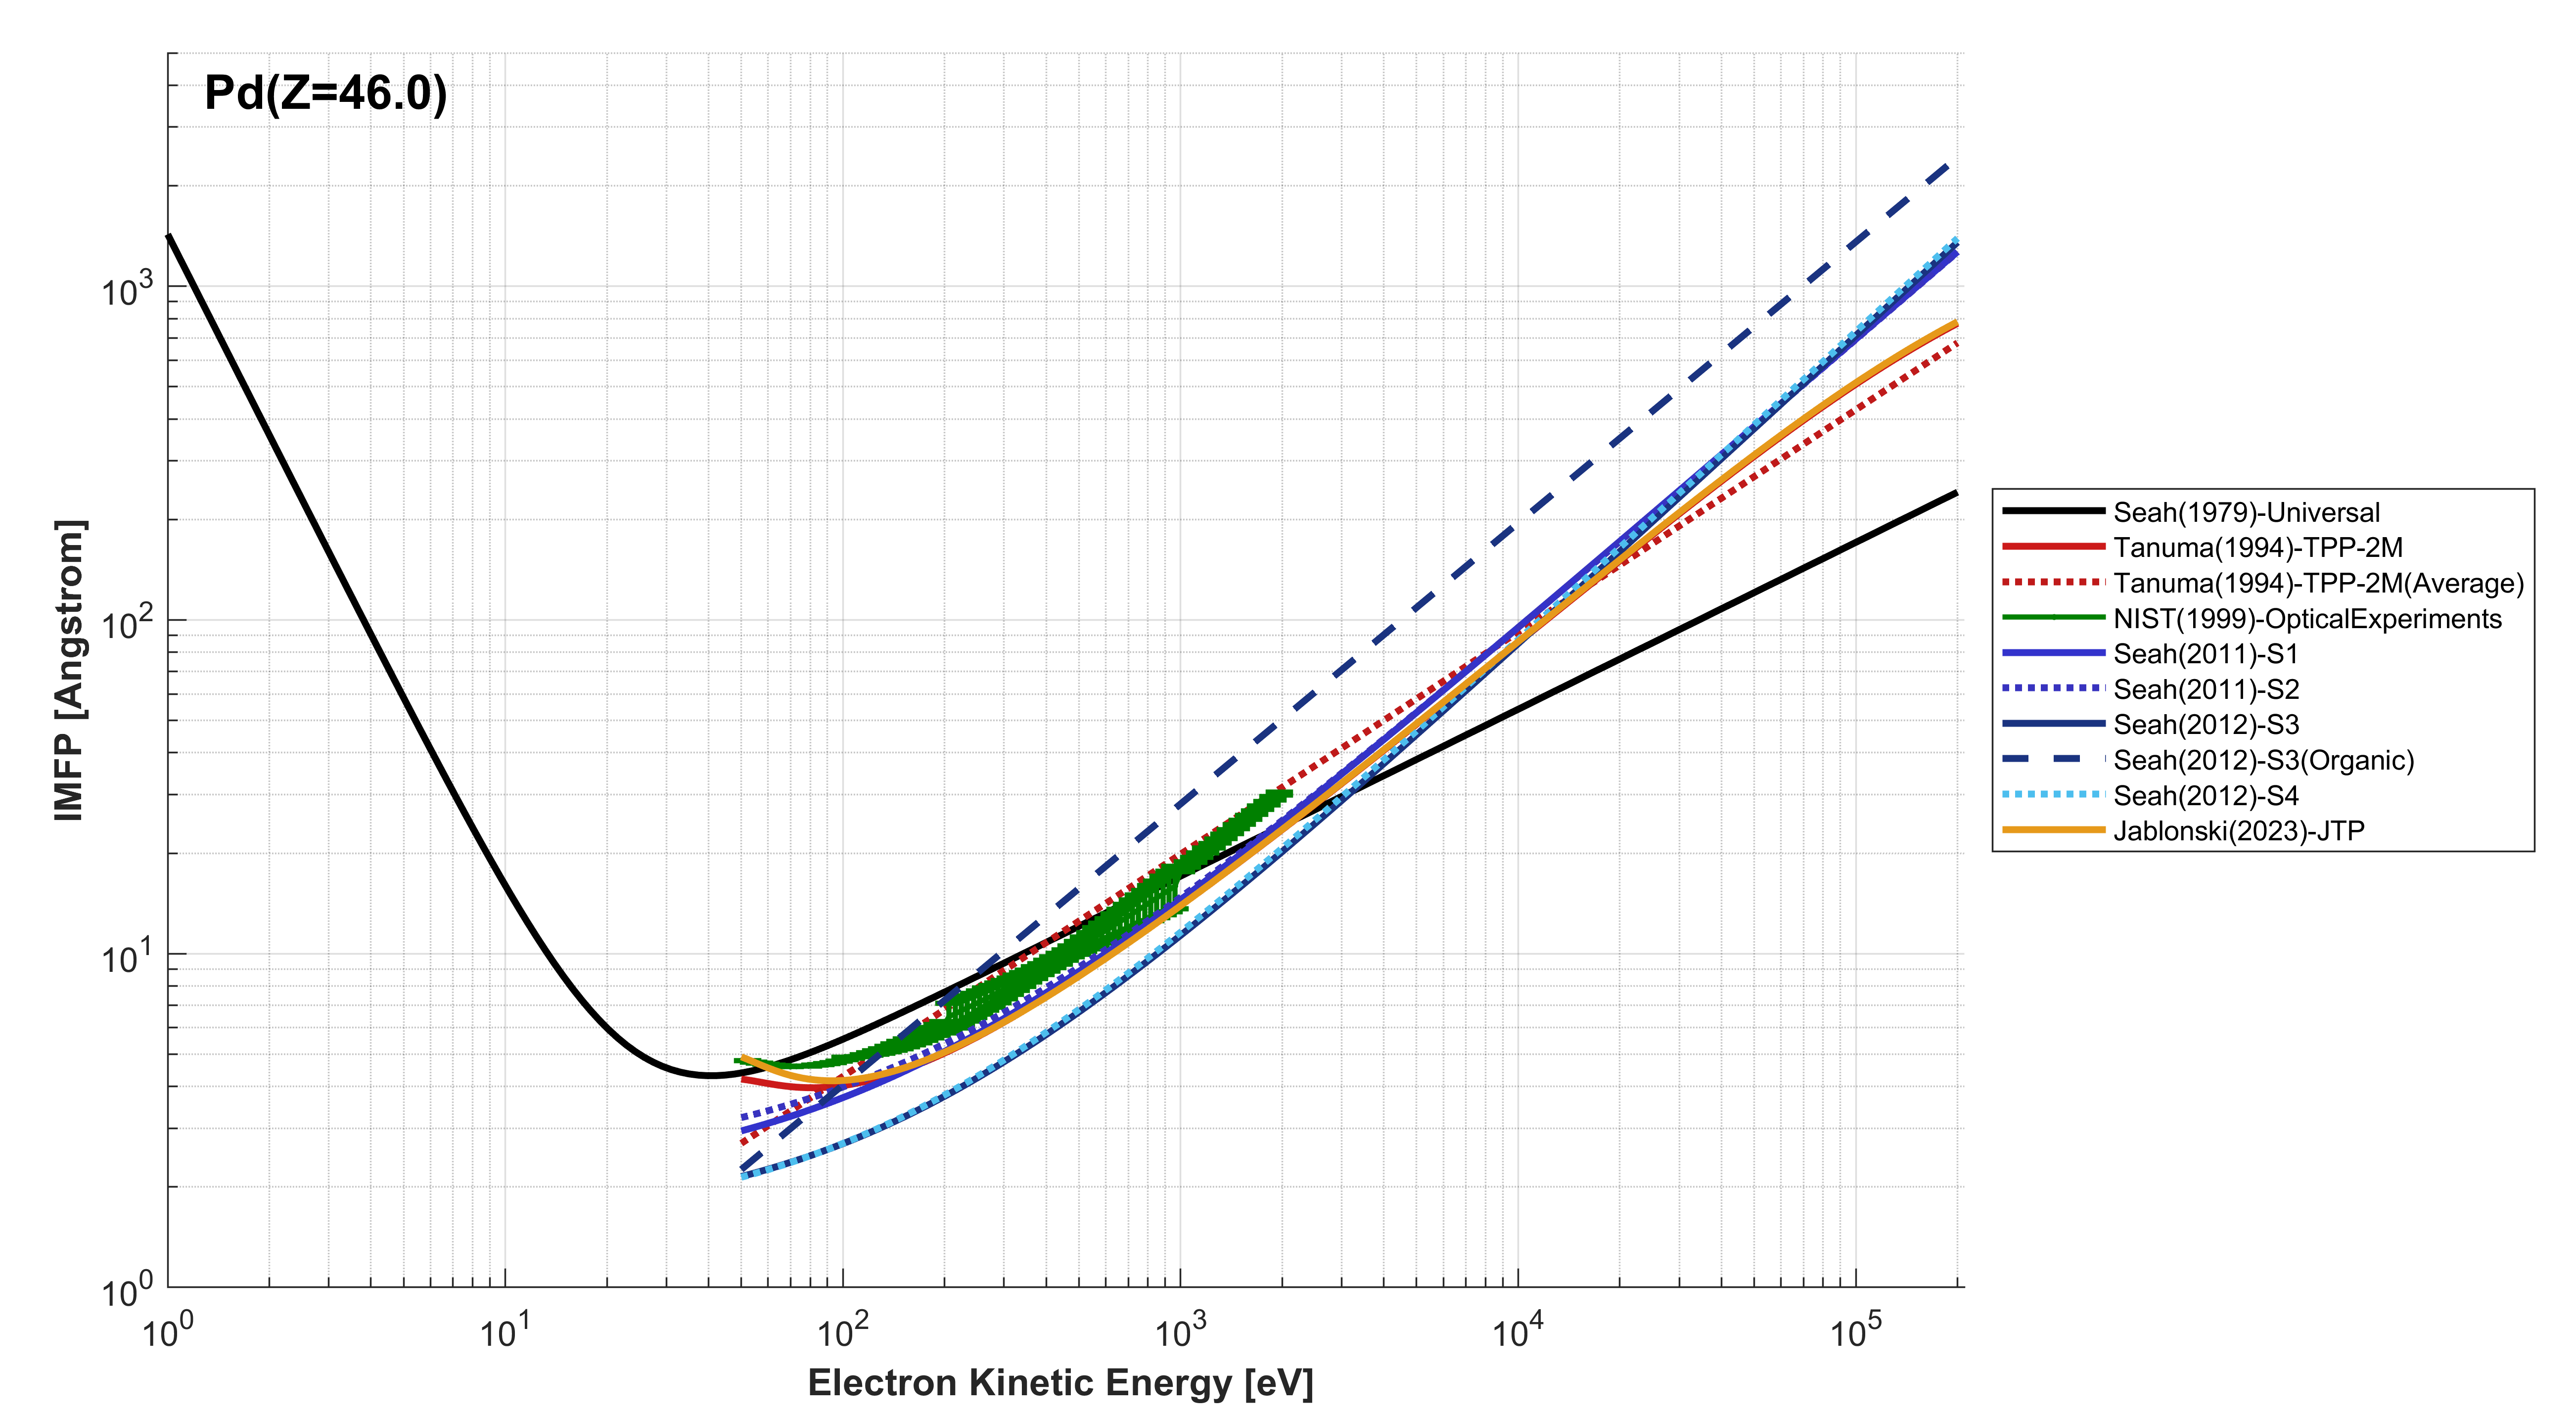 Pd(Z=46.0)
IMFP [Angstrom]
10^3
10^2
10^1
10^0
10^0 10^1 10^2 10^3 10^4 10^5
Electron Kinetic Energy [eV]
Seah(1979)-Universal
Tanuma(1994)-TPP-2M
Tanuma(1994)-TPP-2M(Average)
NIST(1999)-OpticalExperiments
Seah(2011)-S1
Seah(2011)-S2
Seah(2012)-S3
Seah(2012)-S3(Organic)
Seah(2012)-S4
Jablonski(2023)-JTP